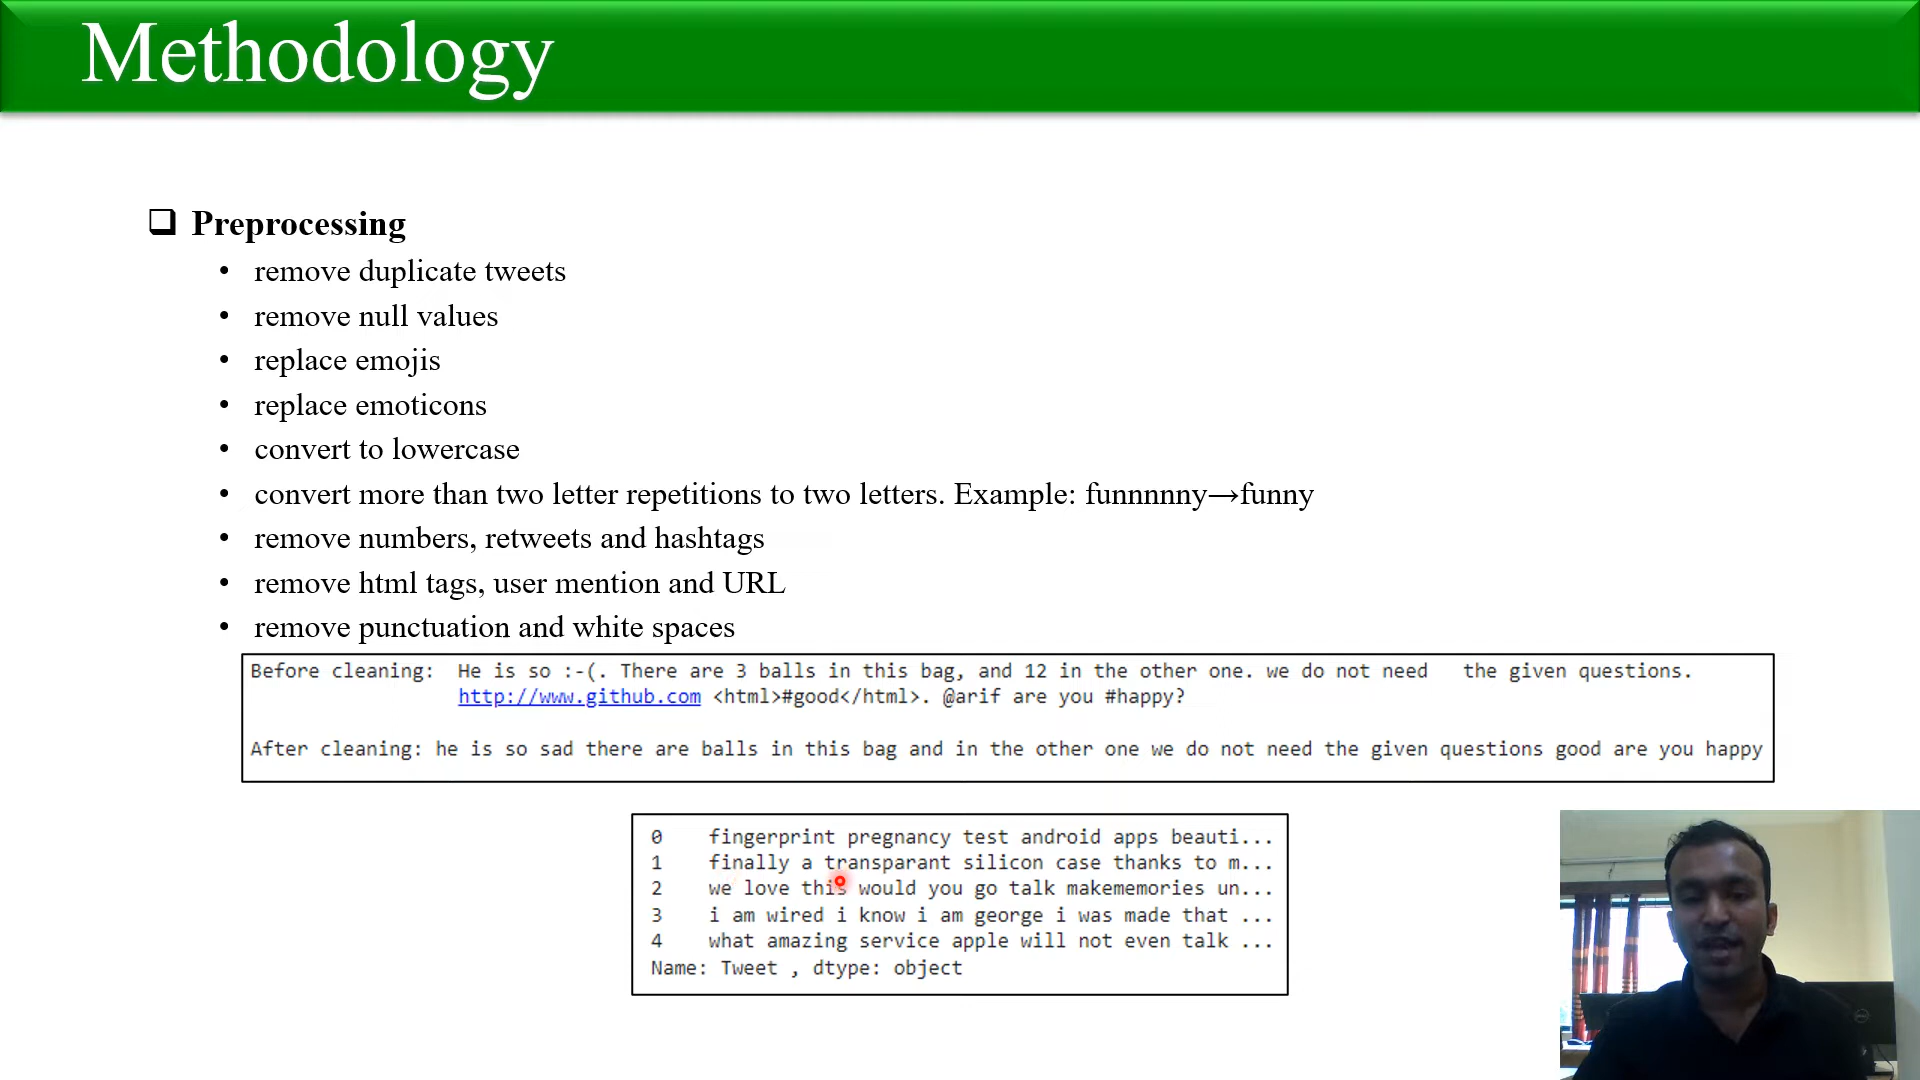 Methodology
❑ Preprocessing
• remove duplicate tweets
• remove null values
• replace emojis
• replace emoticons
• convert to lowercase
• convert more than two letter repetitions to two letters. Example: funnnnny→funny
• remove numbers, retweets and hashtags
• remove html tags, user mention and URL
• remove punctuation and white spaces
Before cleaning: He is so :-(. There are 3 balls in this bag, and 12 in the other one. we do not need the given questions.
http://www.github.com <html>#good</html>. @arif are you #happy?
After cleaning: he is so sad there are balls in this bag and in the other one we do not need the given questions good are you happy
0 fingerprint pregnancy test android apps beauti...
1 finally a transparant silicon case thanks to m...
2 we love this would you go talk makememories un...
3 i am wired i know i am george i was made that ...
4 what amazing service apple will not even talk ...
Name: Tweet , dtype: object